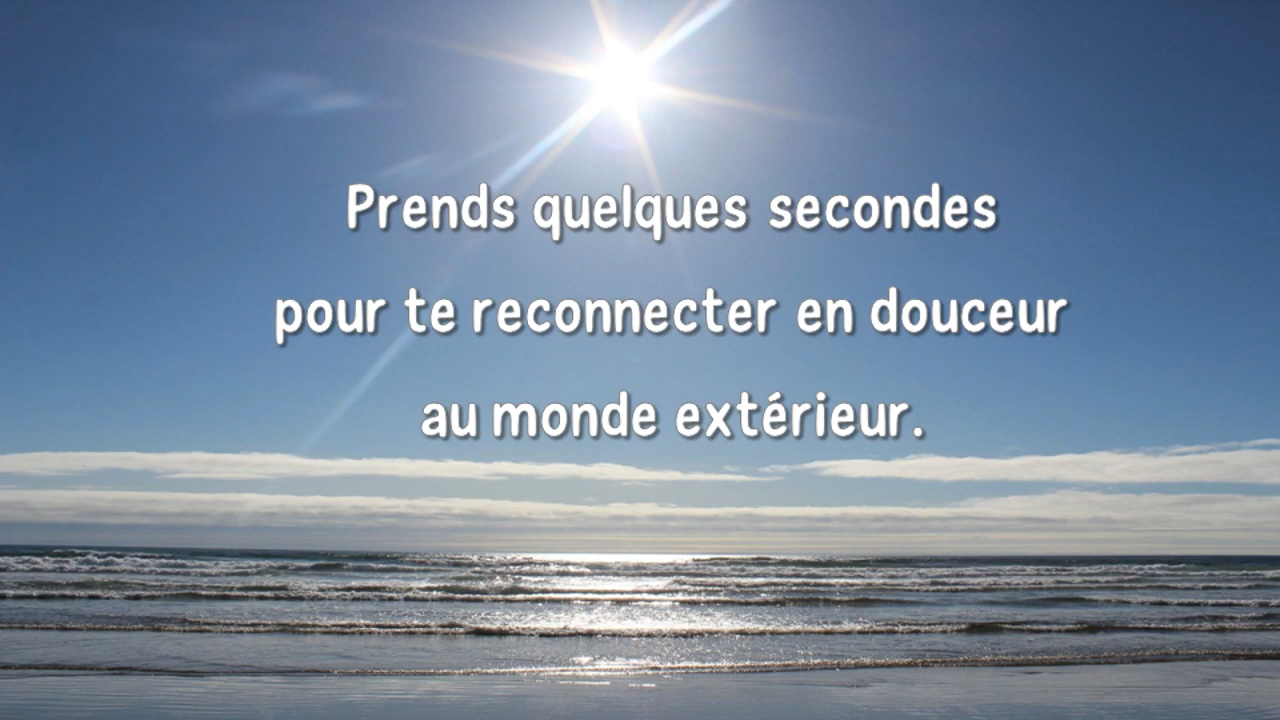 Prends quelques secondes
pour te reconnecter en douceur
au monde extérieur.